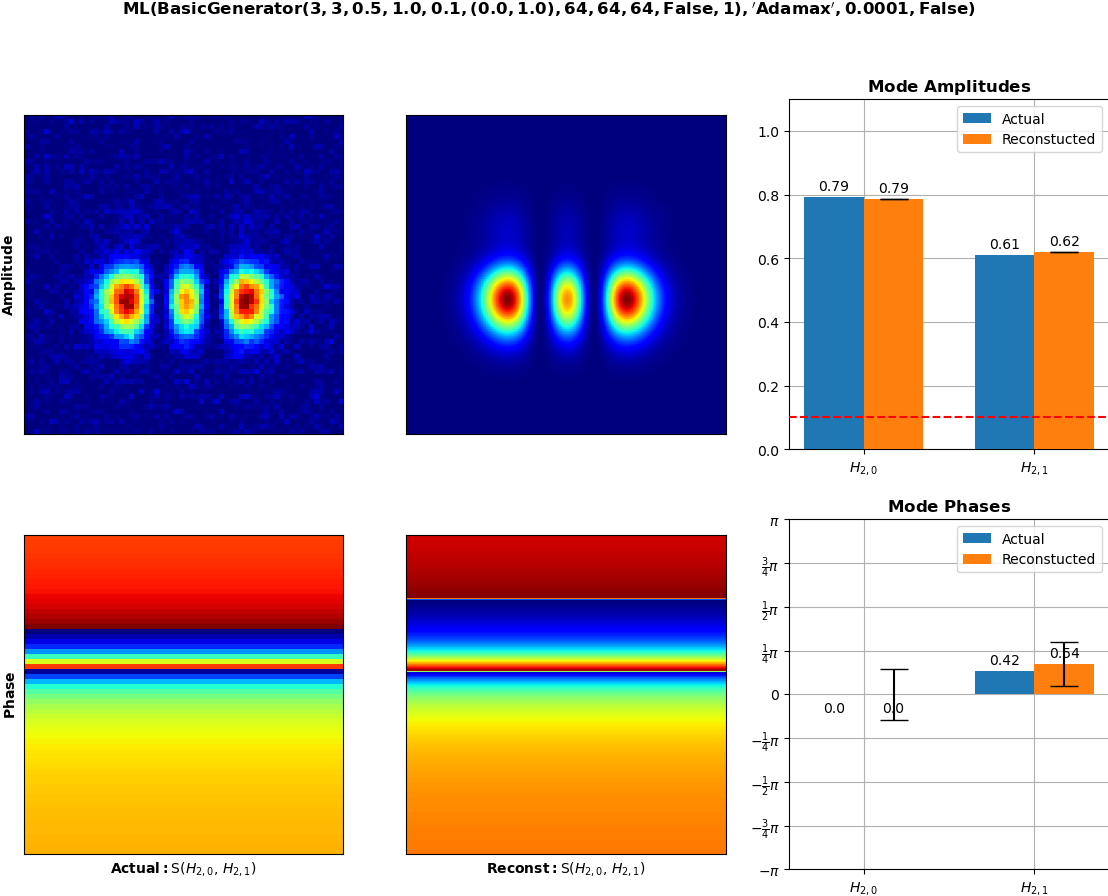 ML(BasicGenerator(3, 3, 0.5, 1.0, 0.1, (0.0, 1.0), 64, 64, 64, False, 1), 'Adamax', 0.0001, False)
Amplitude
Mode Amplitudes
Actual
Reconstucted
1.0
0.8
0.6
0.4
0.2
0.0
0.79
0.79
0.61
0.62
H2,0
H2,1
Phase
Actual: S(H2,0, H2,1)
Reconst: S(H2,0, H2,1)
Mode Phases
Actual
Reconstucted
π
3/4π
1/2π
1/4π
0
−1/4π
−1/2π
−3/4π
−π
0.0
0.0
0.42
0.54
H2,0
H2,1